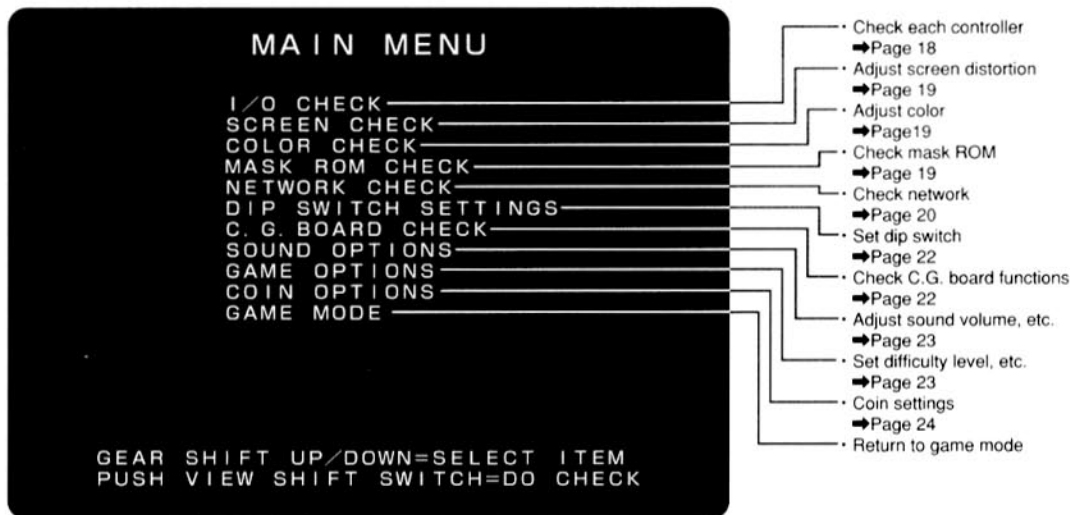 MAIN MENU
I/O CHECK
SCREEN CHECK
COLOR CHECK
MASK ROM CHECK
NETWORK CHECK
DIP SWITCH SETTINGS
C.G. BOARD CHECK
SOUND OPTIONS
GAME OPTIONS
COIN OPTIONS
GAME MODE
GEAR SHIFT UP/DOWN=SELECT ITEM
PUSH VIEW SHIFT SWITCH=DO CHECK
· Check each controller
➡Page 18
· Adjust screen distortion
➡Page 19
· Adjust color
➡Page19
· Check mask ROM
➡Page 19
· Check network
➡Page 20
· Set dip switch
➡Page 22
· Check C.G. board functions
➡Page 22
· Adjust sound volume, etc.
➡Page 23
· Set difficulty level, etc.
➡Page 23
· Coin settings
➡Page 24
· Return to game mode